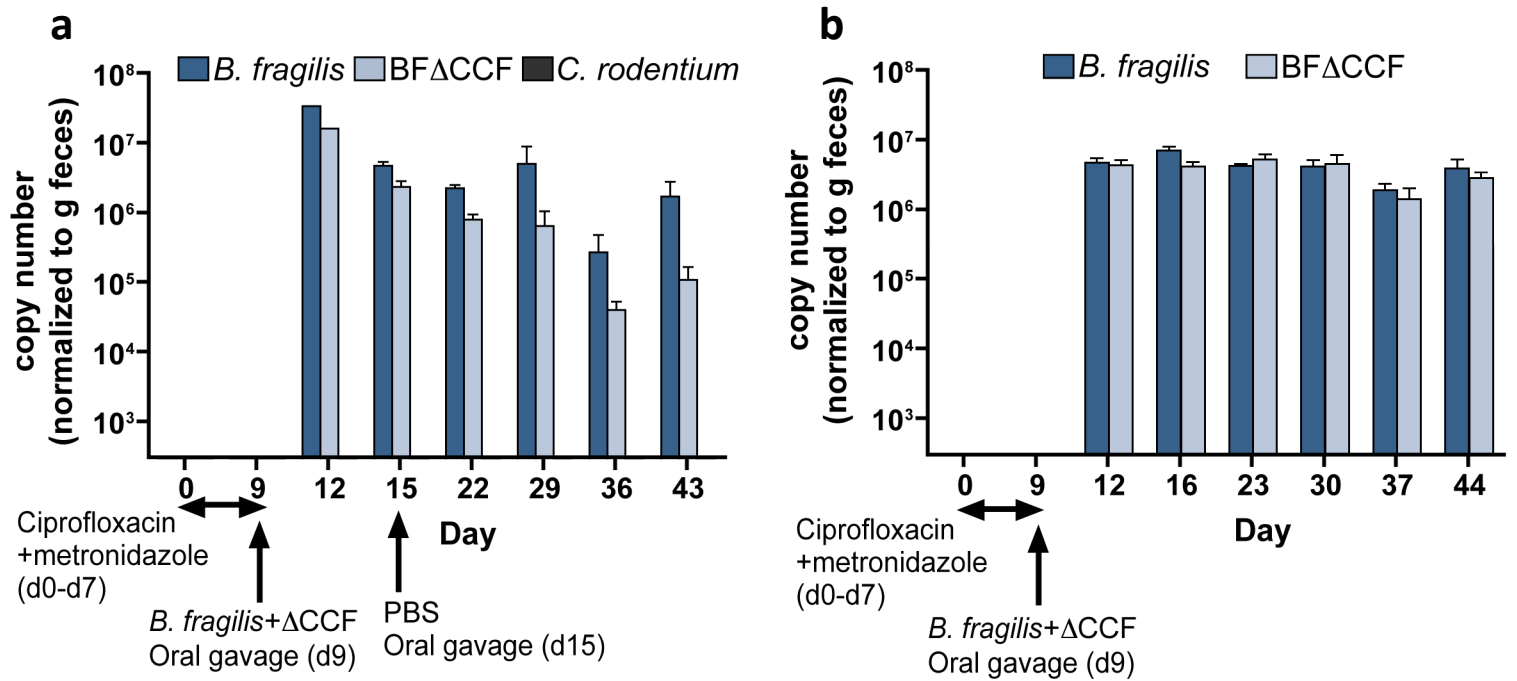 a
B. fragilis BFΔCCF C. rodentium
copy number
(normalized to g feces)
10⁸
10⁷
10⁶
10⁵
10⁴
10³
0 9 12 15 22 29 36 43
Day
Ciprofloxacin
+metronidazole
(d0-d7)
B. fragilis+ΔCCF
Oral gavage (d9)
PBS
Oral gavage (d15)
b
B. fragilis BFΔCCF
copy number
(normalized to g feces)
10⁸
10⁷
10⁶
10⁵
10⁴
10³
0 9 12 16 23 30 37 44
Day
Ciprofloxacin
+metronidazole
(d0-d7)
B. fragilis+ΔCCF
Oral gavage (d9)